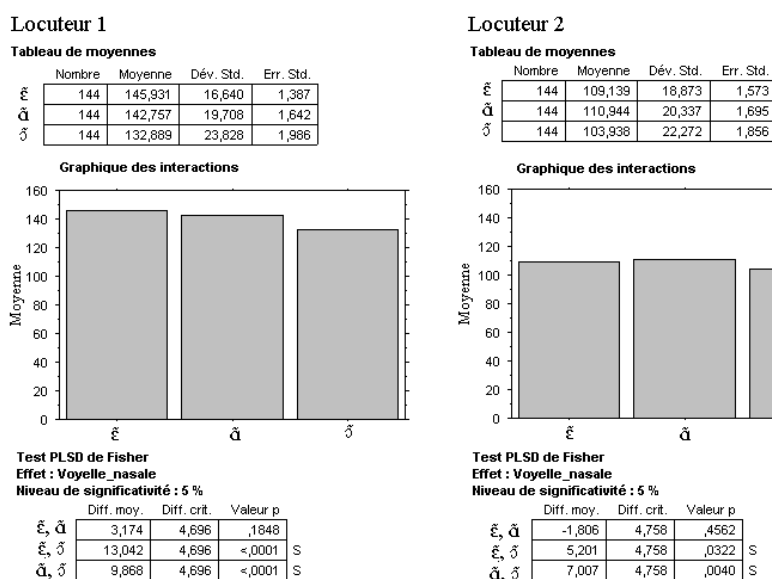 Locuteur 1
Tableau de moyennes
Nombre Moyenne Dév. Std. Err. Std.
ɛ̃ 144 145,931 16,640 1,387
ɑ̃ 144 142,757 19,708 1,642
ɔ̃ 144 132,889 23,828 1,986
Graphique des interactions
160
140
120
100
80
60
40
20
0
Moyenne
ɛ̃ ɑ̃ ɔ̃
Test PLSD de Fisher
Effet : Voyelle_nasale
Niveau de significativité : 5 %
Diff. moy. Diff. crit. Valeur p
ɛ̃, ɑ̃ 3,174 4,696 ,1848
ɛ̃, ɔ̃ 13,042 4,696 <,0001 S
ɑ̃, ɔ̃ 9,868 4,696 <,0001 S
Locuteur 2
Tableau de moyennes
Nombre Moyenne Dév. Std. Err. Std.
ɛ̃ 144 109,139 18,873 1,573
ɑ̃ 144 110,944 20,337 1,695
ɔ̃ 144 103,938 22,272 1,856
Graphique des interactions
160
140
120
100
80
60
40
20
0
Moyenne
ɛ̃ ɑ̃
Test PLSD de Fisher
Effet : Voyelle_nasale
Niveau de significativité : 5 %
Diff. moy. Diff. crit. Valeur p
ɛ̃, ɑ̃ -1,806 4,758 ,4562
ɛ̃, ɔ̃ 5,201 4,758 ,0322 S
ɑ̃, ɔ̃ 7,007 4,758 ,0040 S